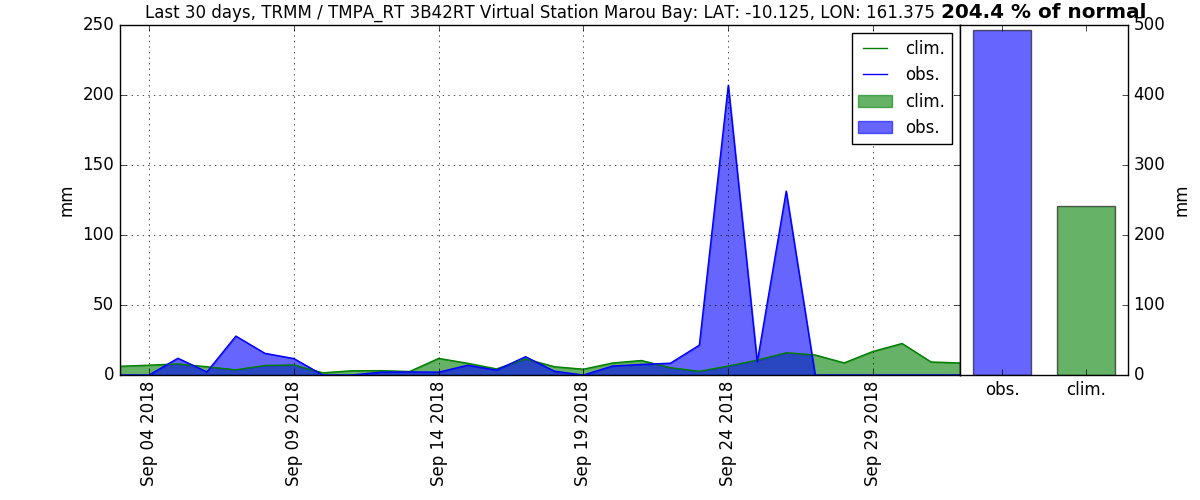 Last 30 days, TRMM / TMPA_RT 3B42RT Virtual Station Marou Bay: LAT: -10.125, LON: 161.375 204.4 % of normal
250
200
150
100
50
0
mm
clim.
obs.
clim.
obs.
500
400
300
200
100
0
mm
Sep 04 2018
Sep 09 2018
Sep 14 2018
Sep 19 2018
Sep 24 2018
Sep 29 2018
obs.
clim.